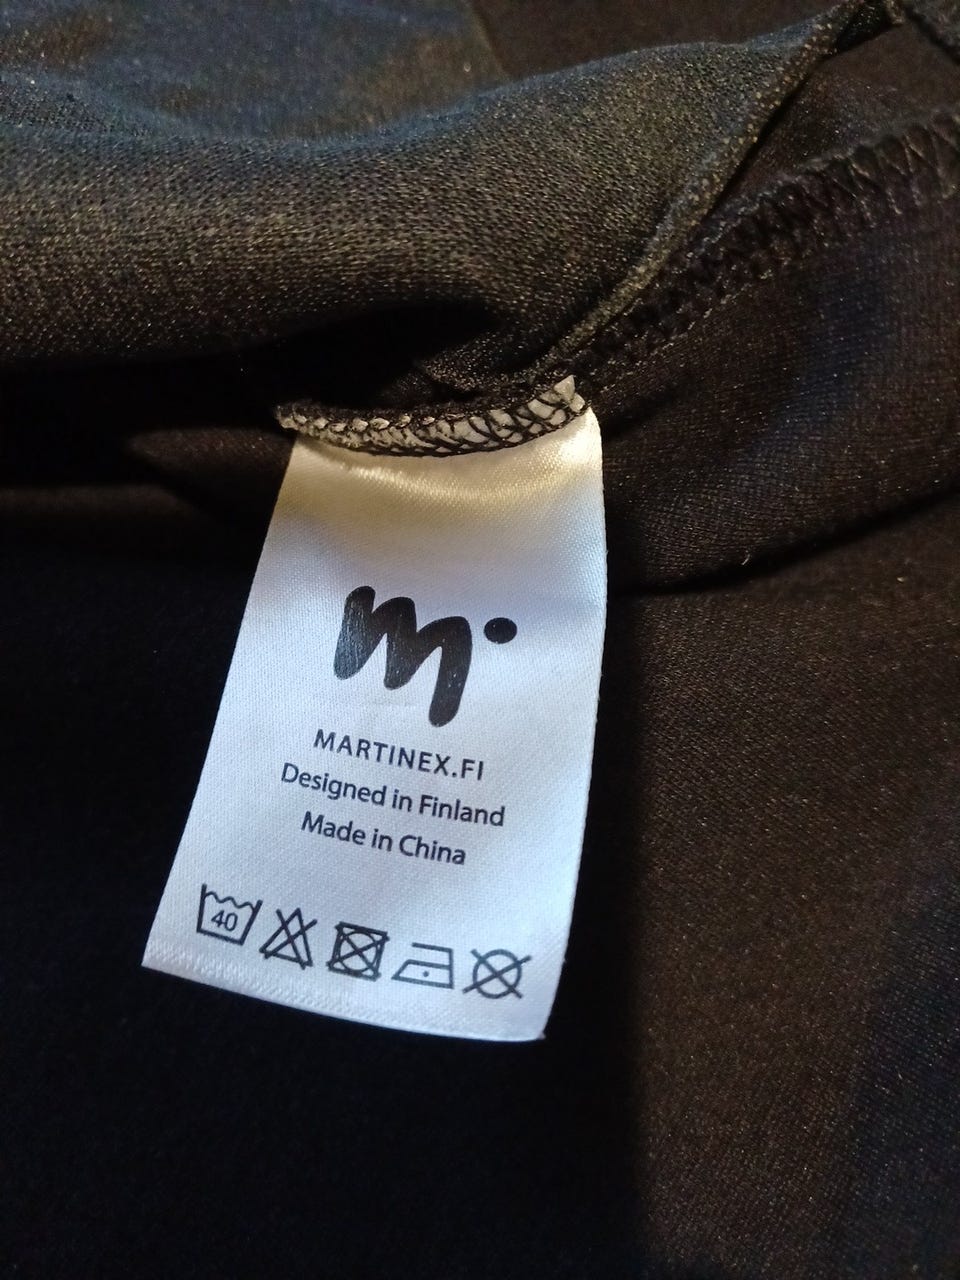 m
MARTINEX.FI
Designed in Finland
Made in China
40